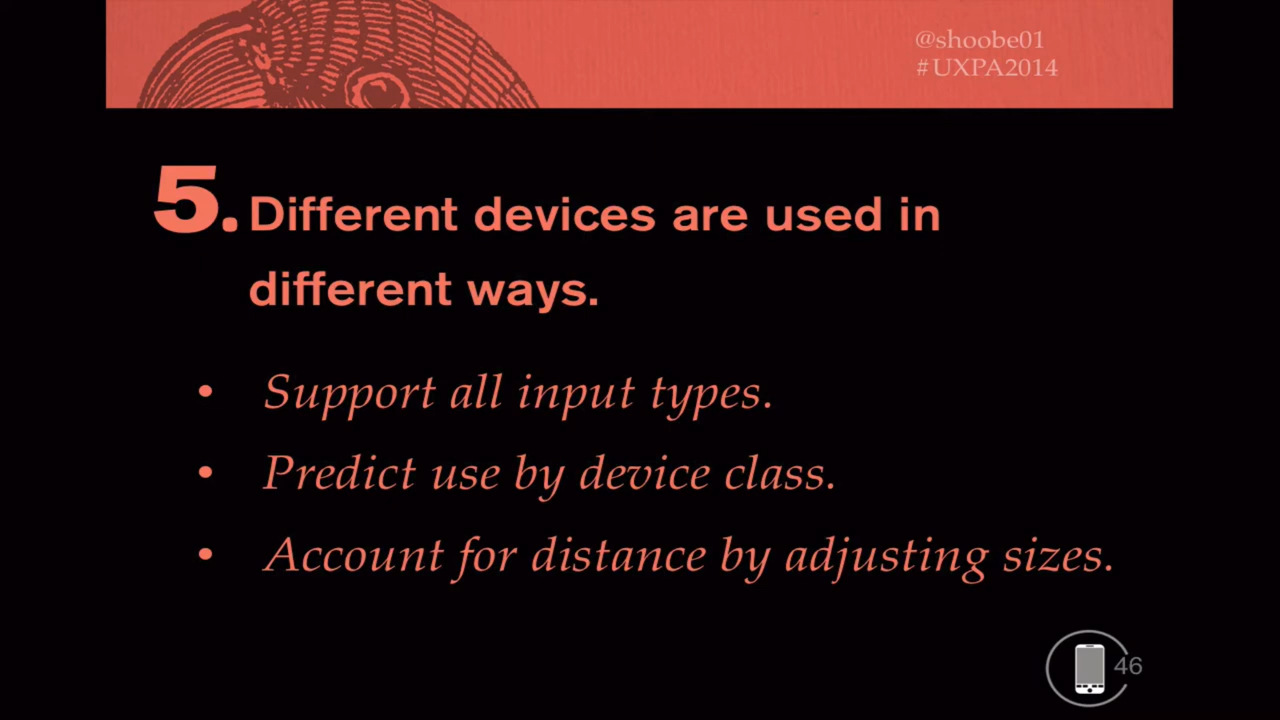 @shoobe01
#UXPA2014
5. Different devices are used in
different ways.
• Support all input types.
• Predict use by device class.
• Account for distance by adjusting sizes.
46